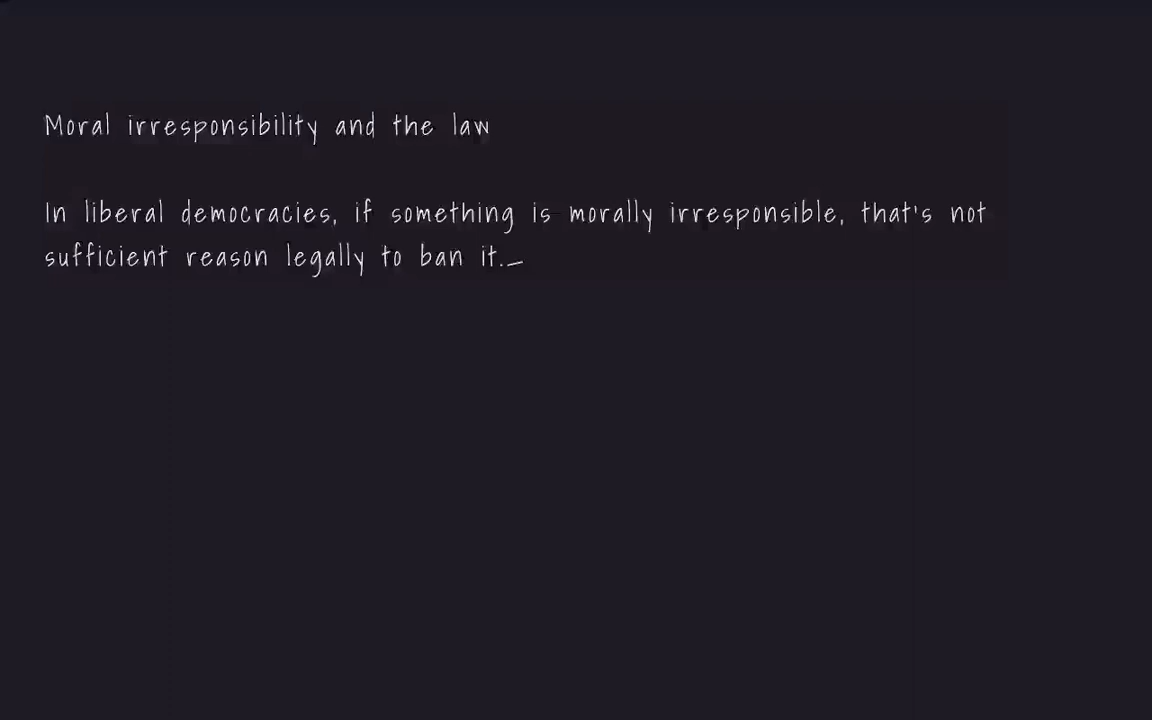 Moral irresponsibility and the law
In liberal democracies, if something is morally irresponsible, that's not
sufficient reason legally to ban it._